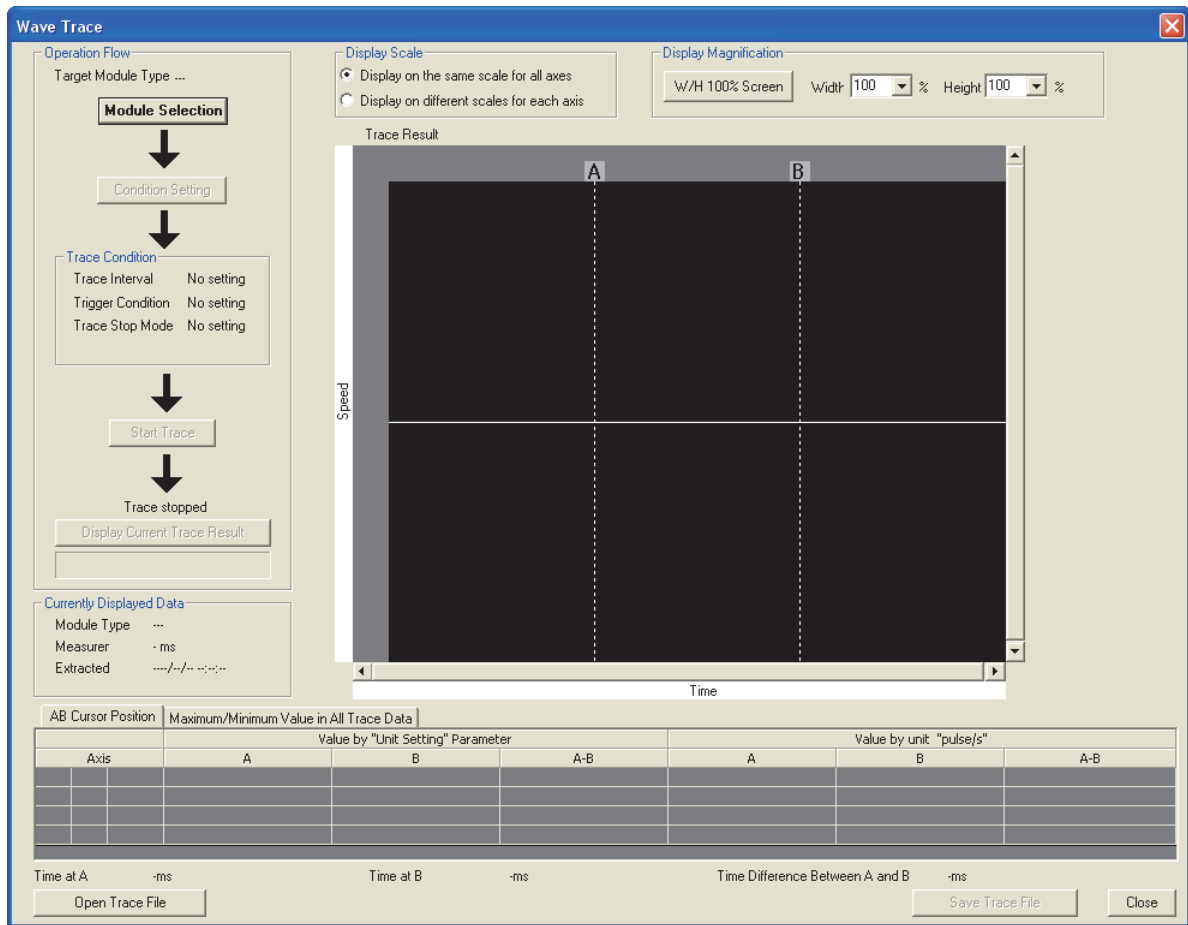 Wave Trace
Operation Flow
Target Module Type ---
Module Selection
Condition Setting
Trace Condition
Trace Interval No setting
Trigger Condition No setting
Trace Stop Mode No setting
Start Trace
Trace stopped
Display Current Trace Result
Currently Displayed Data
Module Type ---
Measurer - ms
Extracted ----/--/-- --:--:--
Display Scale
Display on the same scale for all axes
Display on different scales for each axis
Display Magnification
W/H 100% Screen Width 100 % Height 100 %
Trace Result
A B
Speed
Time
AB Cursor Position Maximum/Minimum Value in All Trace Data
Value by "Unit Setting" Parameter Value by unit "pulse/s"
Axis A B A-B A B A-B
Time at A -ms Time at B -ms Time Difference Between A and B -ms
Open Trace File Save Trace File Close